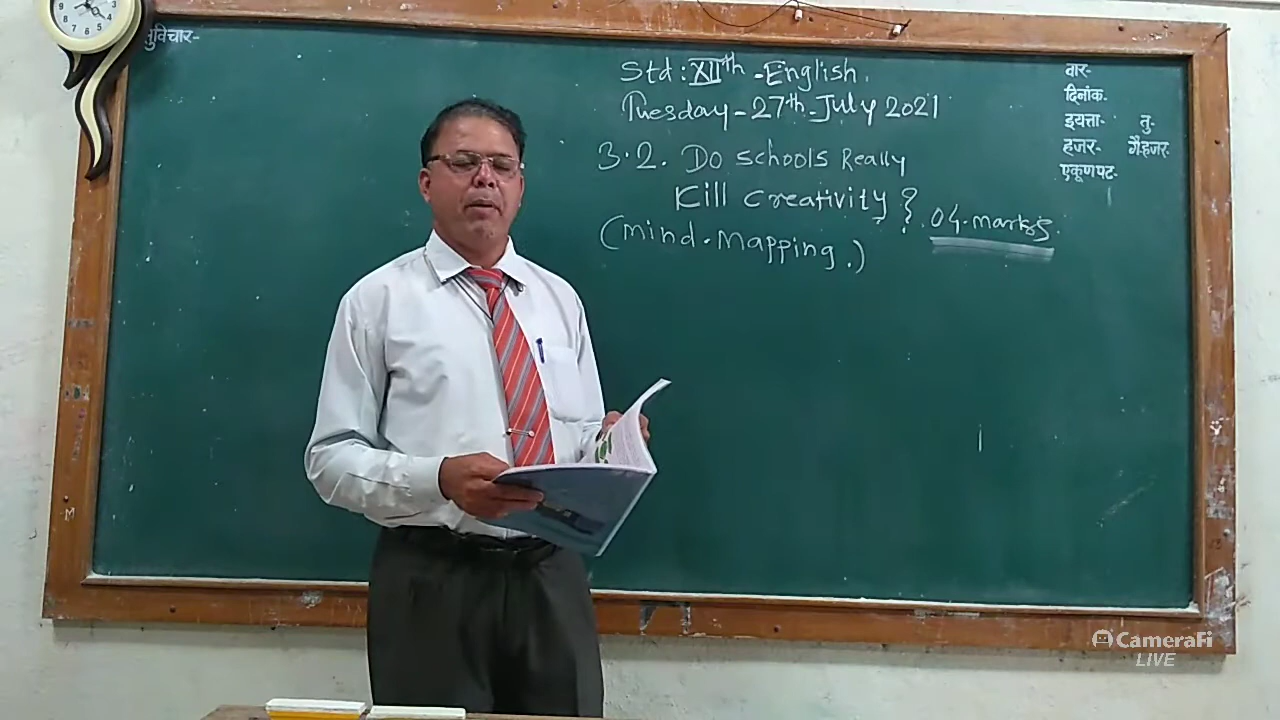 सुविचार-
Std: XIIth - English.
Tuesday - 27th - July 2021
3.2. Do schools Really
Kill Creativity ? 04. marks.
(Mind. Mapping.)
वार-
दिनांक.
इयत्ता- तु-
हजर- गैरहजर-
एकूणपट-
CameraFi
LIVE